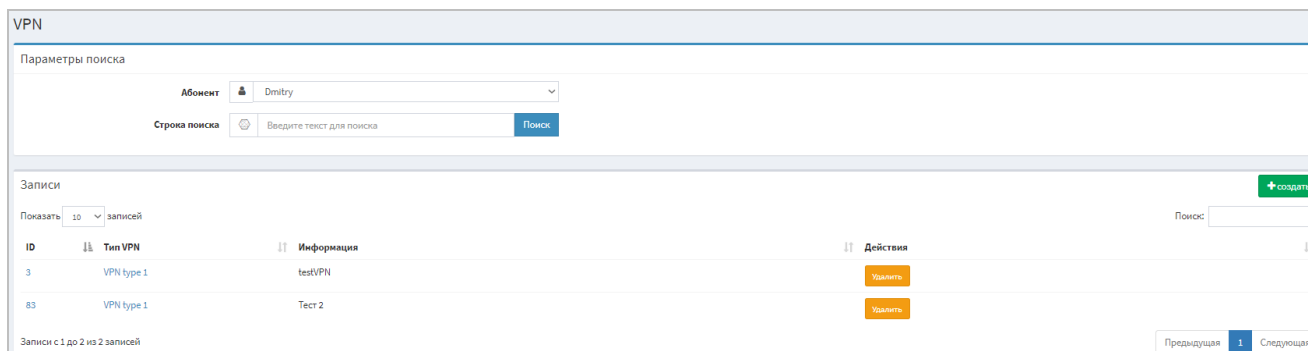 VPN
Параметры поиска
Абонент Dmitry
Строка поиска Введите текст для поиска Поиск
Записи +создать
Показать 10 записей Поиск:
ID Тип VPN Информация Действия
3 VPN type 1 testVPN Удалить
83 VPN type 1 Тест 2 Удалить
Записи с 1 до 2 из 2 записей Предыдущая 1 Следующая